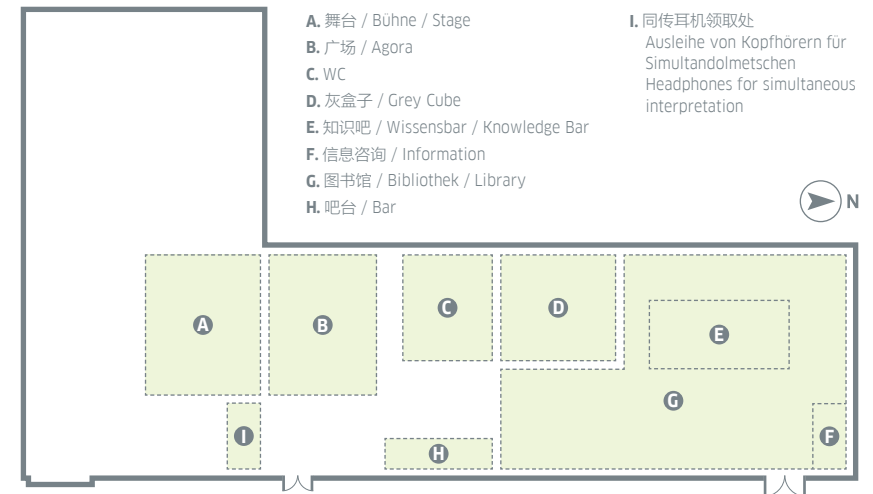 A. 舞台 / Bühne / Stage
B. 广场 / Agora
C. WC
D. 灰盒子 / Grey Cube
E. 知识吧 / Wissensbar / Knowledge Bar
F. 信息咨询 / Information
G. 图书馆 / Bibliothek / Library
H. 吧台 / Bar
I. 同传耳机领取处
Ausleihe von Kopfhörern für
Simultandolmetschen
Headphones for simultaneous
interpretation
N
A
B
C
D
E
G
I
H
F